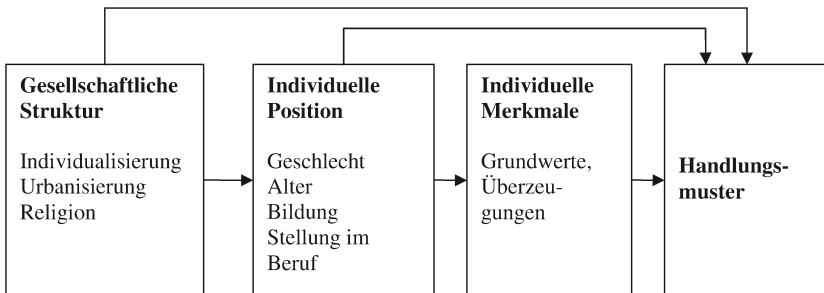 Gesellschaftliche
Struktur
Individualisierung
Urbanisierung
Religion
Individuelle
Position
Geschlecht
Alter
Bildung
Stellung im
Beruf
Individuelle
Merkmale
Grundwerte,
Überzeu-
gungen
Handlungs-
muster